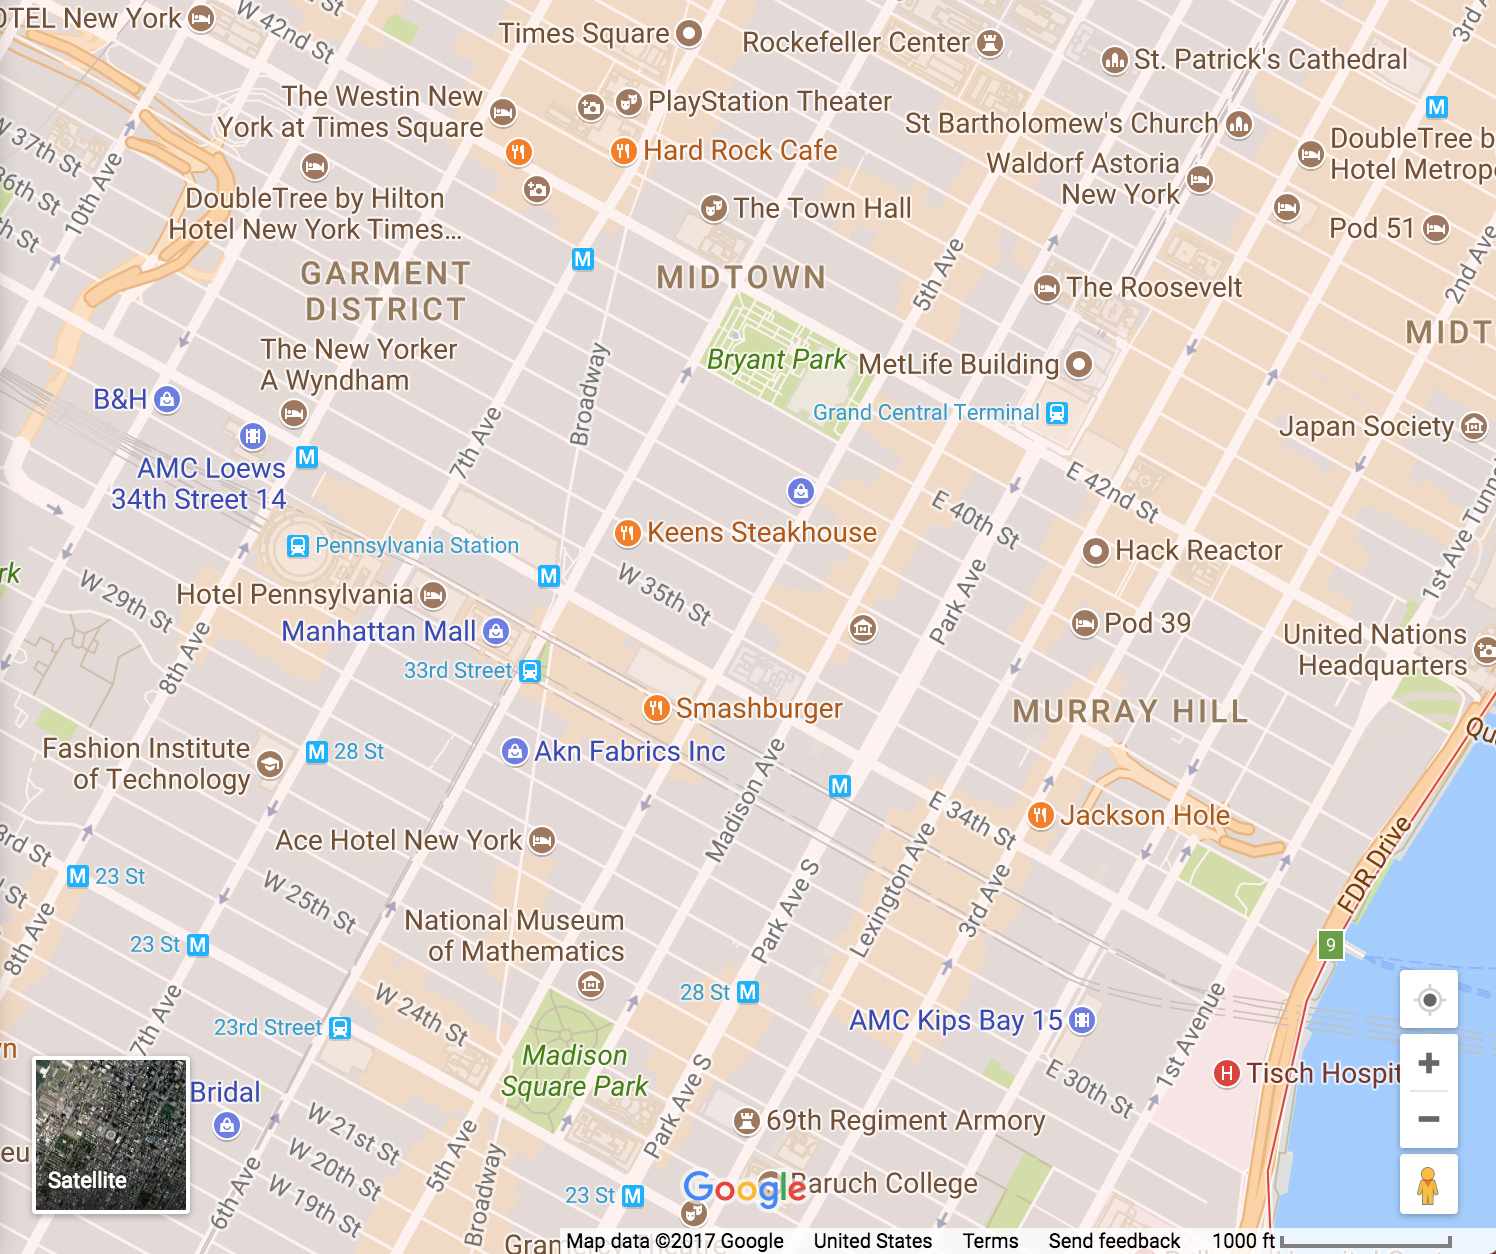 OTEL New York
W 42nd St
Times Square
Rockefeller Center
St. Patrick's Cathedral
3rd A
The Westin New
York at Times Square
PlayStation Theater
M
St Bartholomew's Church
DoubleTree b
Hotel Metropo
W 37th St
Hard Rock Cafe
Waldorf Astoria
New York
36th St
10th Ave
DoubleTree by Hilton
Hotel New York Times...
The Town Hall
Pod 51
th St
GARMENT
DISTRICT
M
MIDTOWN
5th Ave
The Roosevelt
2nd Ave
MIDT
The New Yorker
A Wyndham
Broadway
Bryant Park
MetLife Building
B&H
Grand Central Terminal
Japan Society
7th Ave
M
AMC Loews
34th Street 14
E 42nd St
E 40th St
1st Ave Tunne
Keens Steakhouse
Pennsylvania Station
Hack Reactor
rk
W 29th St
M
W 35th St
Park Ave
Hotel Pennsylvania
Manhattan Mall
Pod 39
United Nations
Headquarters
8th Ave
33rd Street
Smashburger
MURRAY HILL
Qu
Fashion Institute
of Technology
M 28 St
Akn Fabrics Inc
Madison Ave
M
E 34th St
Jackson Hole
3rd St
Ace Hotel New York
Lexington Ave
FDR Drive
M 23 St
St
W 25th St
Park Ave S
3rd Ave
8th Ave
23 St M
National Museum
of Mathematics
9
28 St M
W 24th St
7th Ave
23rd Street
AMC Kips Bay 15
1st Avenue
Madison
Square Park
E 30th St
Tisch Hospit
wn
Bridal
Park Ave S
69th Regiment Armory
W 21st St
W 20th St
W 19th St
5th Ave
6th Ave
Broadway
eu
Satellite
23 St M
Google
Baruch College
Map data ©2017 Google
United States
Terms
Send feedback
1000 ft